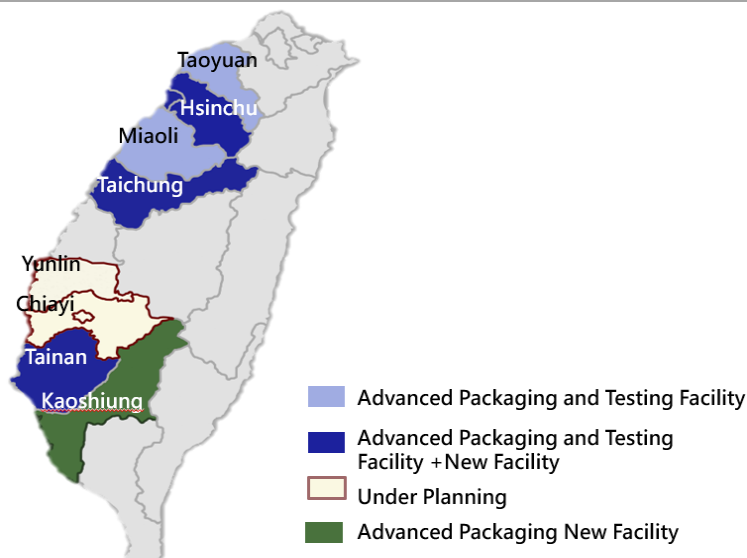 Taoyuan
Hsinchu
Miaoli
Taichung
Yunlin
Chiayi
Tainan
Kaoshiung
Advanced Packaging and Testing Facility
Advanced Packaging and Testing
Facility +New Facility
Under Planning
Advanced Packaging New Facility